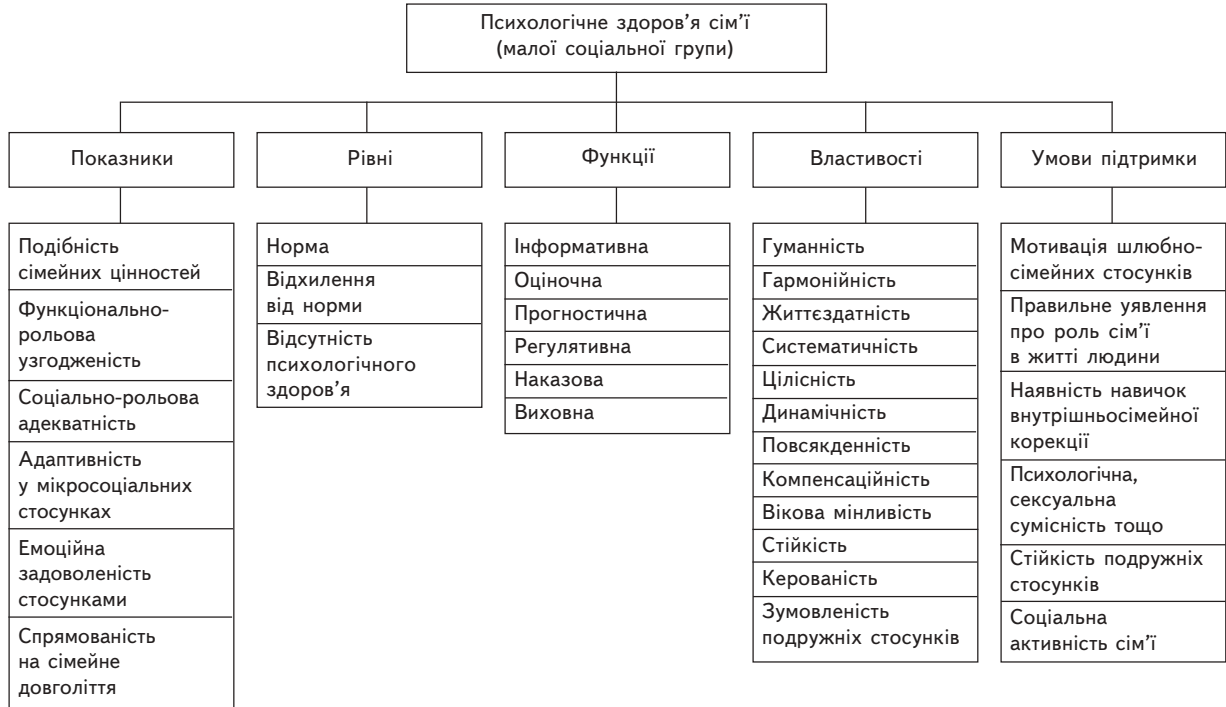 Психологічне здоров'я сім'ї
(малої соціальної групи)
Показники
Рівні
Функції
Властивості
Умови підтримки
Подібність
сімейних цінностей
Функціонально-
рольова
узгодженість
Соціально-рольова
адекватність
Адаптивність
у мікросоціальних
стосунках
Емоційна
задоволеність
стосунками
Спрямованість
на сімейне
довголіття
Норма
Відхилення
від норми
Відсутність
психологічного
здоров'я
Інформативна
Оціночна
Прогностична
Регулятивна
Наказова
Виховна
Гуманність
Гармонійність
Життєздатність
Систематичність
Цілісність
Динамічність
Повсякденність
Компенсаційність
Вікова мінливість
Стійкість
Керованість
Зумовленість
подружніх стосунків
Мотивація шлюбно-
сімейних стосунків
Правильне уявлення
про роль сім'ї
в житті людини
Наявність навичок
внутрішньосімейної
корекції
Психологічна,
сексуальна
сумісність тощо
Стійкість подружніх
стосунків
Соціальна
активність сім'ї